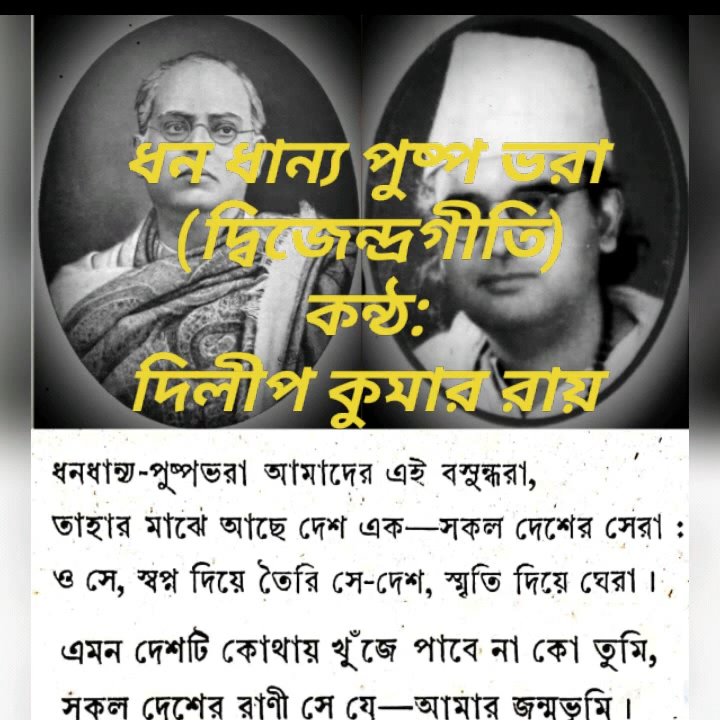 ধন ধান্য পুষ্প ভরা
(দ্বিজেন্দ্রগীতি)
কন্ঠ:
দিলীপ কুমার রায়
ধনধান্য-পুষ্পভরা আমাদের এই বসুন্ধরা,
তাহার মাঝে আছে দেশ এক—সকল দেশের সেরা :
ও সে, স্বপ্ন দিয়ে তৈরি সে-দেশ, স্মৃতি দিয়ে ঘেরা।
এমন দেশটি কোথায় খুঁজে পাবে না কো তুমি,
সকল দেশের রাণী সে যে—আমার জন্মভূমি।